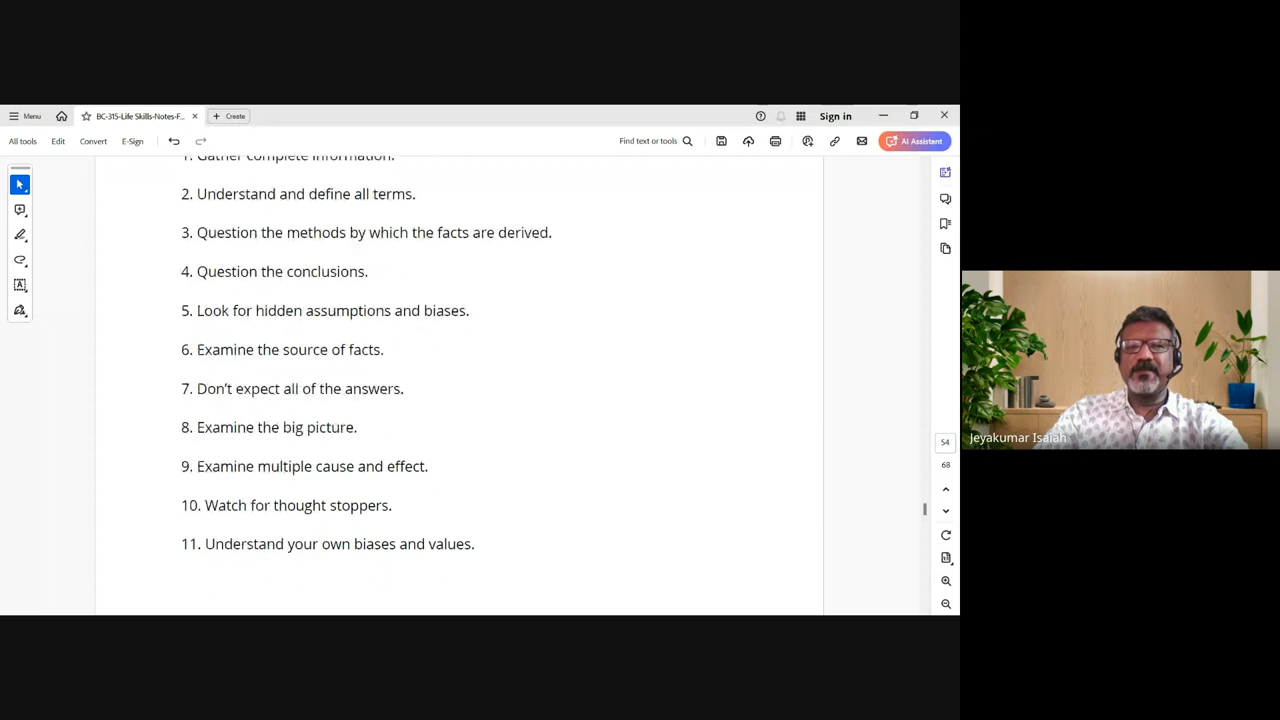 Menu
BC-315-Life Skills-Notes-F...
Create
Sign in
All tools
Edit
Convert
E-Sign
Find text or tools
AI Assistant
1. Gather complete information.
2. Understand and define all terms.
3. Question the methods by which the facts are derived.
4. Question the conclusions.
5. Look for hidden assumptions and biases.
6. Examine the source of facts.
7. Don’t expect all of the answers.
8. Examine the big picture.
9. Examine multiple cause and effect.
10. Watch for thought stoppers.
11. Understand your own biases and values.
54
68
Jeyakumar Isaiah